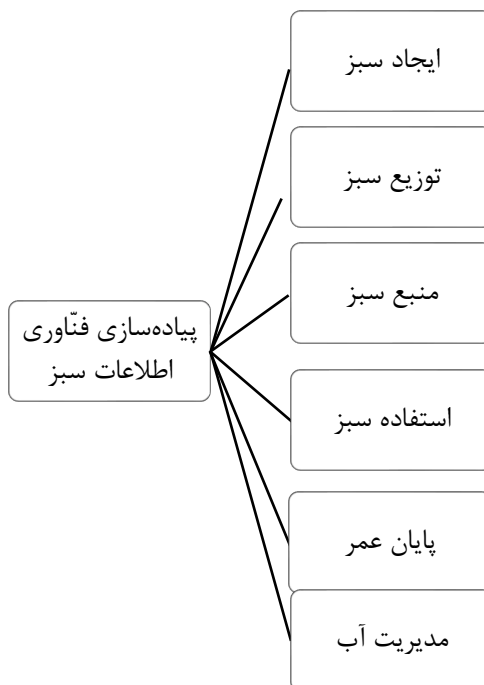 ایجاد سبز
توزیع سبز
منبع سبز
پیاده‌سازی فنّاوری
اطلاعات سبز
استفاده سبز
پایان عمر
مدیریت آب